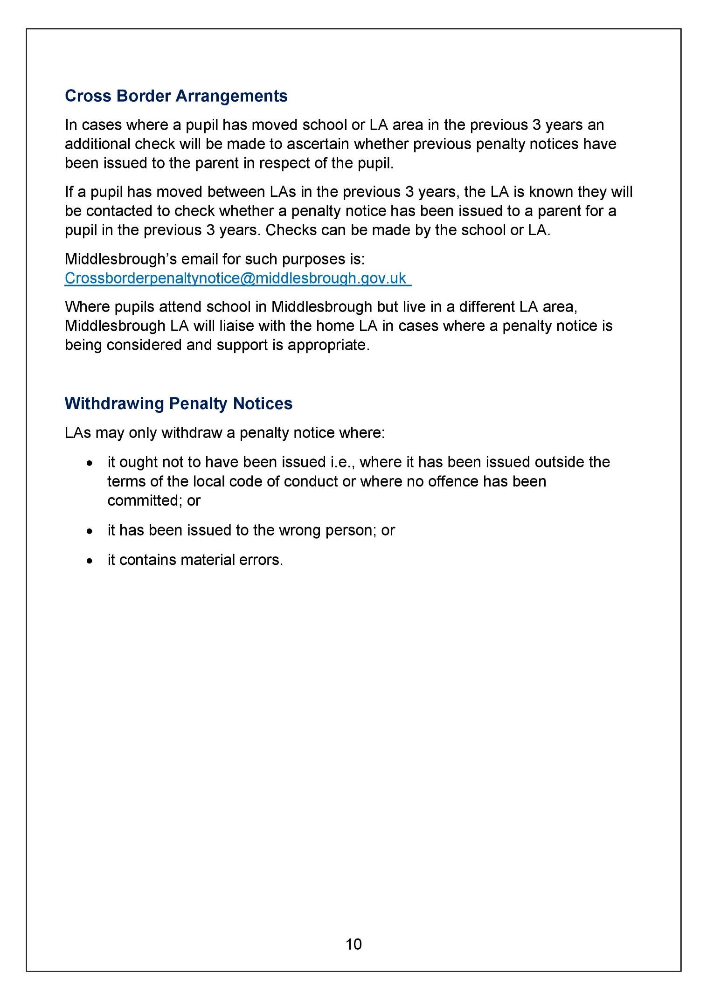 Cross Border Arrangements
In cases where a pupil has moved school or LA area in the previous 3 years an
additional check will be made to ascertain whether previous penalty notices have
been issued to the parent in respect of the pupil.
If a pupil has moved between LAs in the previous 3 years, the LA is known they will
be contacted to check whether a penalty notice has been issued to a parent for a
pupil in the previous 3 years. Checks can be made by the school or LA.
Middlesbrough’s email for such purposes is:
Crossborderpenaltynotice@middlesbrough.gov.uk
Where pupils attend school in Middlesbrough but live in a different LA area,
Middlesbrough LA will liaise with the home LA in cases where a penalty notice is
being considered and support is appropriate.
Withdrawing Penalty Notices
LAs may only withdraw a penalty notice where:
• it ought not to have been issued i.e., where it has been issued outside the
terms of the local code of conduct or where no offence has been
committed; or
• it has been issued to the wrong person; or
• it contains material errors.
10